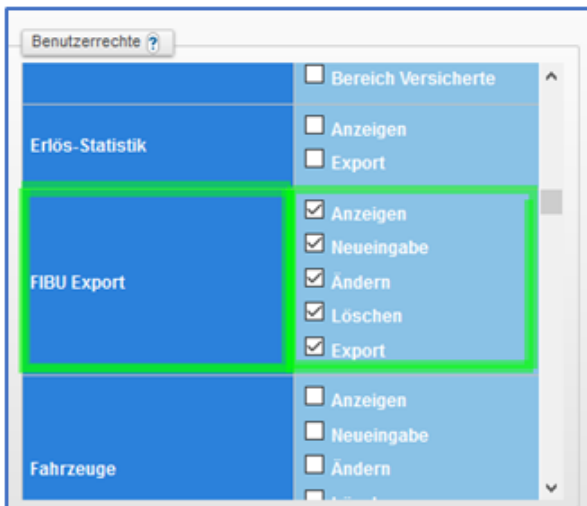 Benutzerrechte ?
Bereich Versicherte
Erlös-Statistik
Anzeigen
Export
FIBU Export
Anzeigen
Neueingabe
Ändern
Löschen
Export
Fahrzeuge
Anzeigen
Neueingabe
Ändern